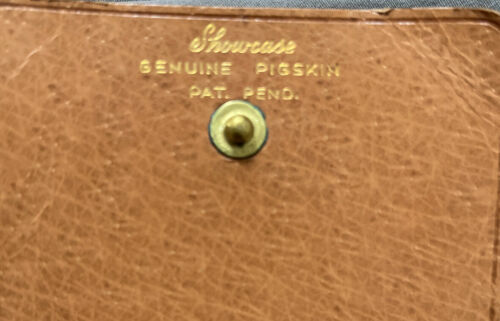 Showcase
GENUINE PIGSKIN
PAT. PEND.